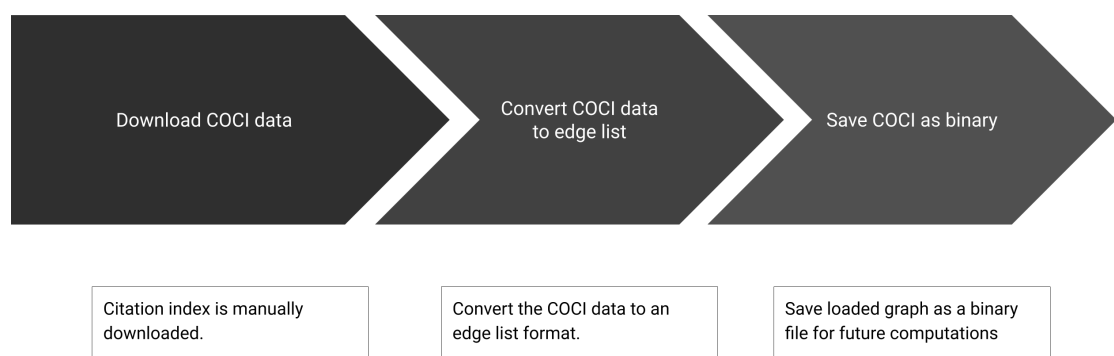 Download COCI data
Convert COCI data
to edge list
Save COCI as binary
Citation index is manually
downloaded.
Convert the COCI data to an
edge list format.
Save loaded graph as a binary
file for future computations